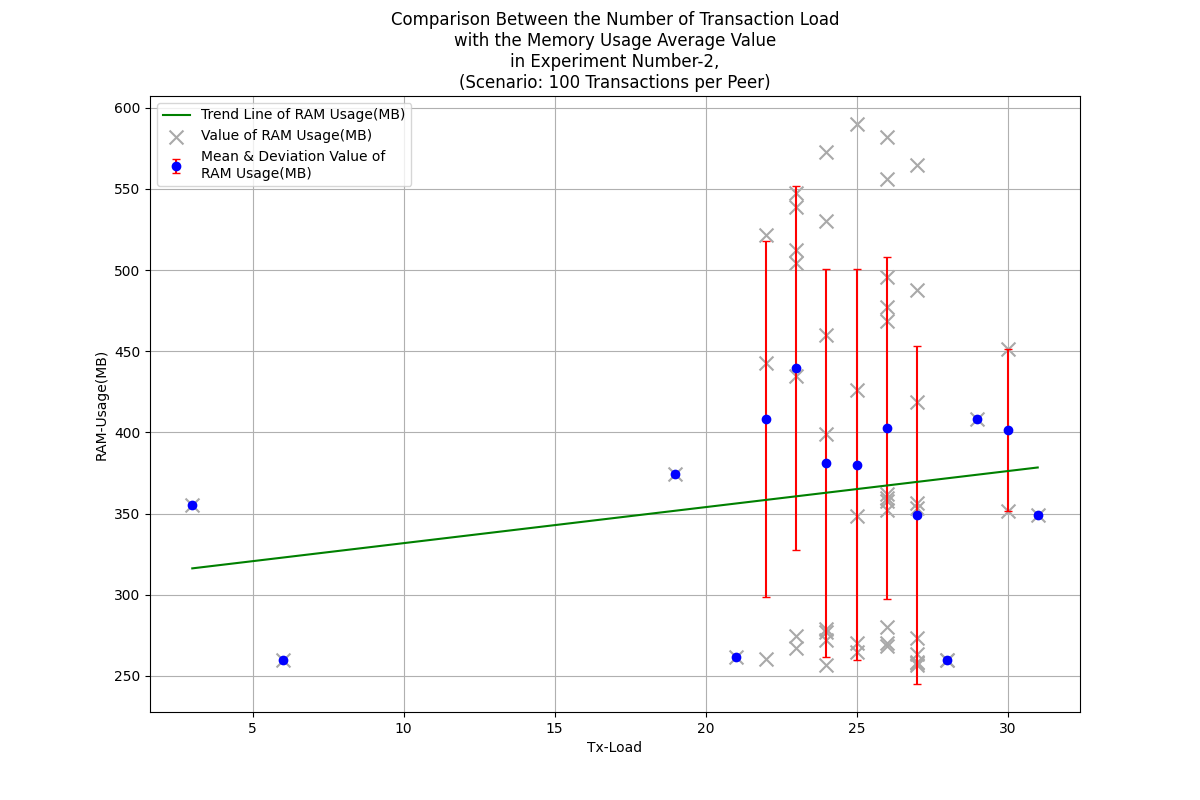 Comparison Between the Number of Transaction Load
with the Memory Usage Average Value
in Experiment Number-2,
(Scenario: 100 Transactions per Peer)
Trend Line of RAM Usage(MB)
Value of RAM Usage(MB)
Mean & Deviation Value of
RAM Usage(MB)
RAM-Usage(MB)
600
550
500
450
400
350
300
250
5 10 15 20 25 30
Tx-Load